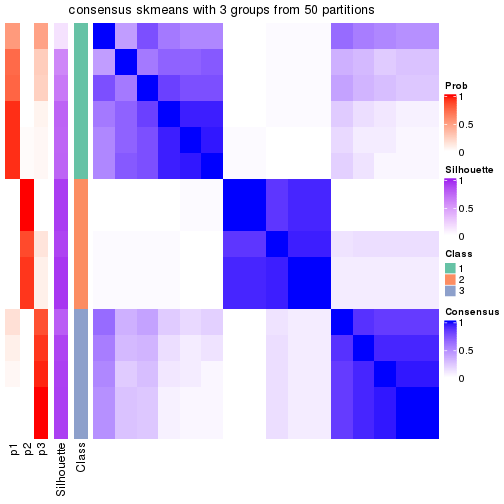 consensus skmeans with 3 groups from 50 partitions
Prob
1
0.5
0
Silhouette
1
0.5
0
Class
1
2
3
Consensus
1
0.5
0
p1
p2
p3
Silhouette
Class